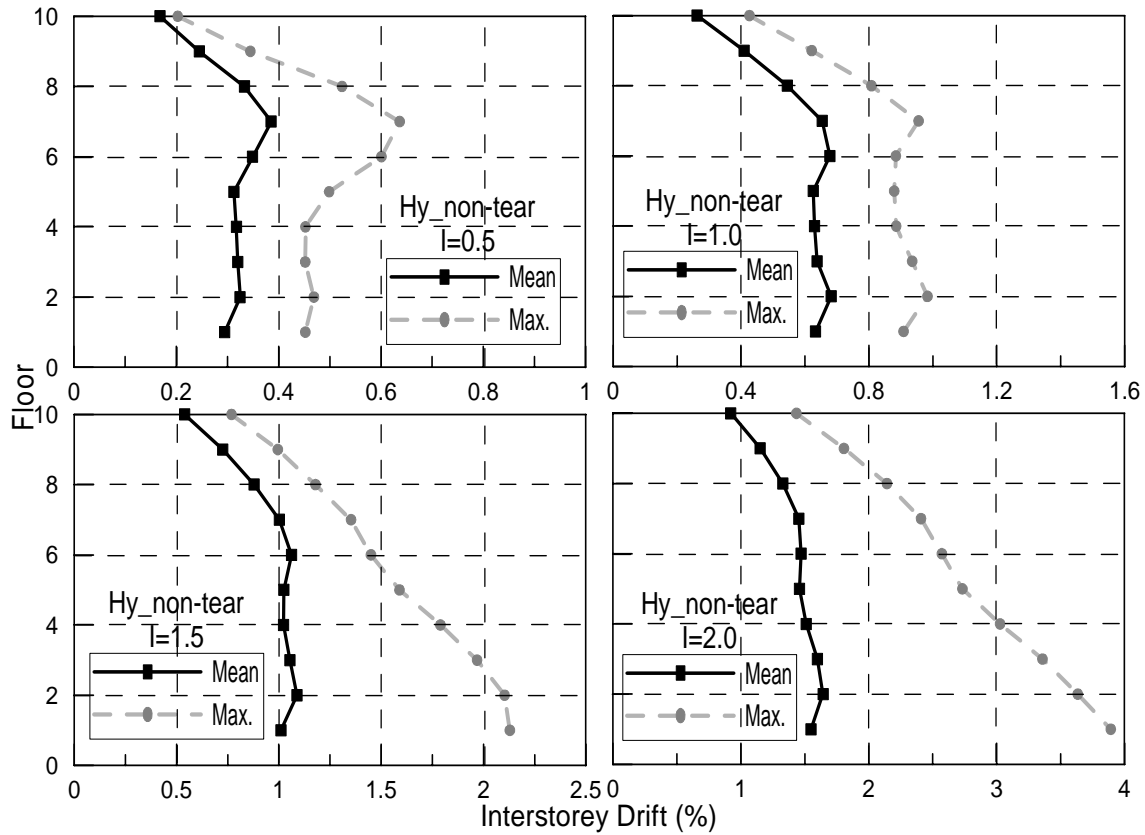 10
8
6
4
2
0
Hy_non-tear
I=0.5
Mean
Max.
0 0.2 0.4 0.6 0.8 1
Hy_non-tear
I=1.0
Mean
Max.
0 0.4 0.8 1.2 1.6
Floor
10
8
6
4
2
0
Hy_non-tear
I=1.5
Mean
Max.
0 0.5 1 1.5 2 2.5
Hy_non-tear
I=2.0
Mean
Max.
0 1 2 3 4
Interstorey Drift (%)